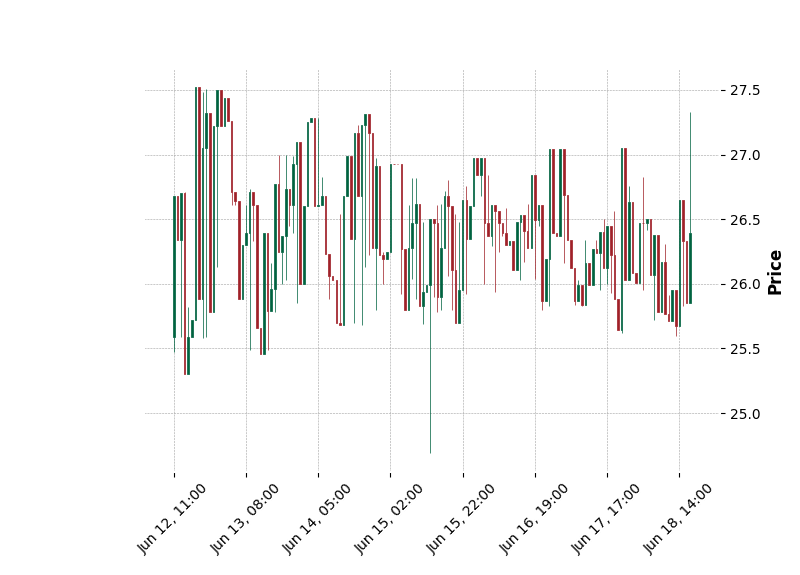 27.5
27.0
26.5
26.0
25.5
25.0
Price
Jun 12, 11:00
Jun 13, 08:00
Jun 14, 05:00
Jun 15, 02:00
Jun 15, 22:00
Jun 16, 19:00
Jun 17, 17:00
Jun 18, 14:00